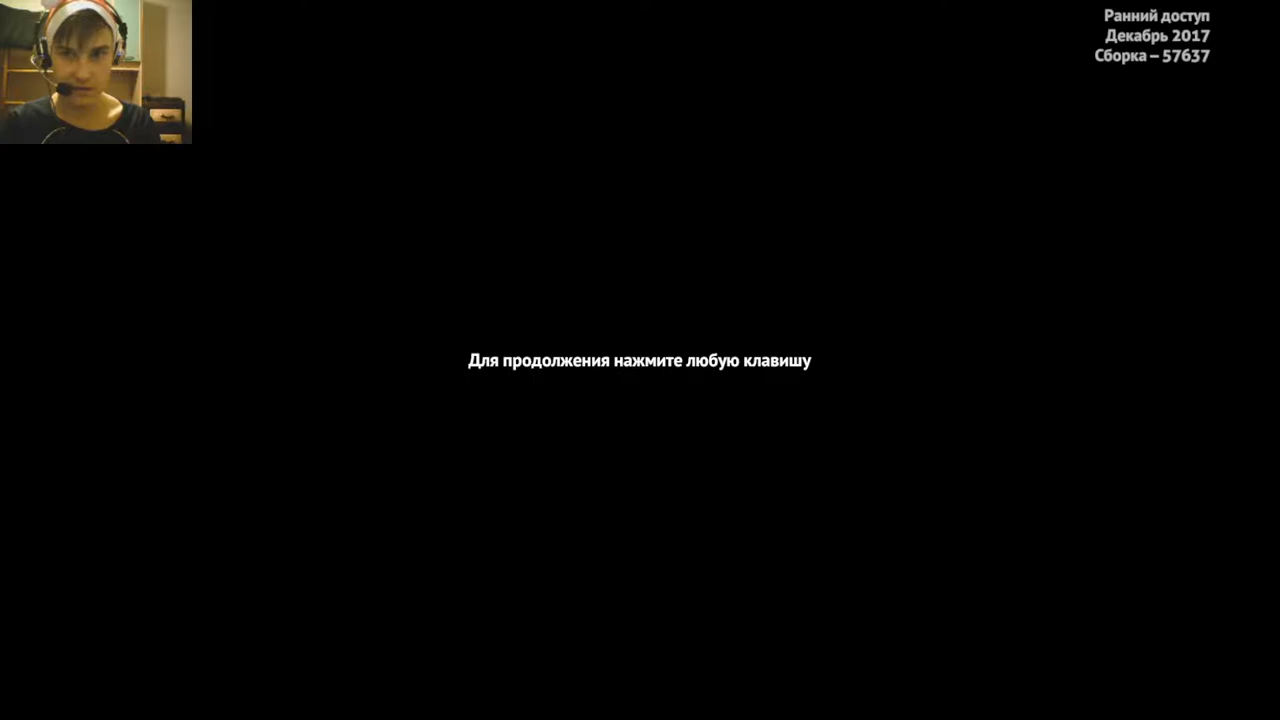 Ранний доступ
Декабрь 2017
Сборка – 57637
Для продолжения нажмите любую клавишу